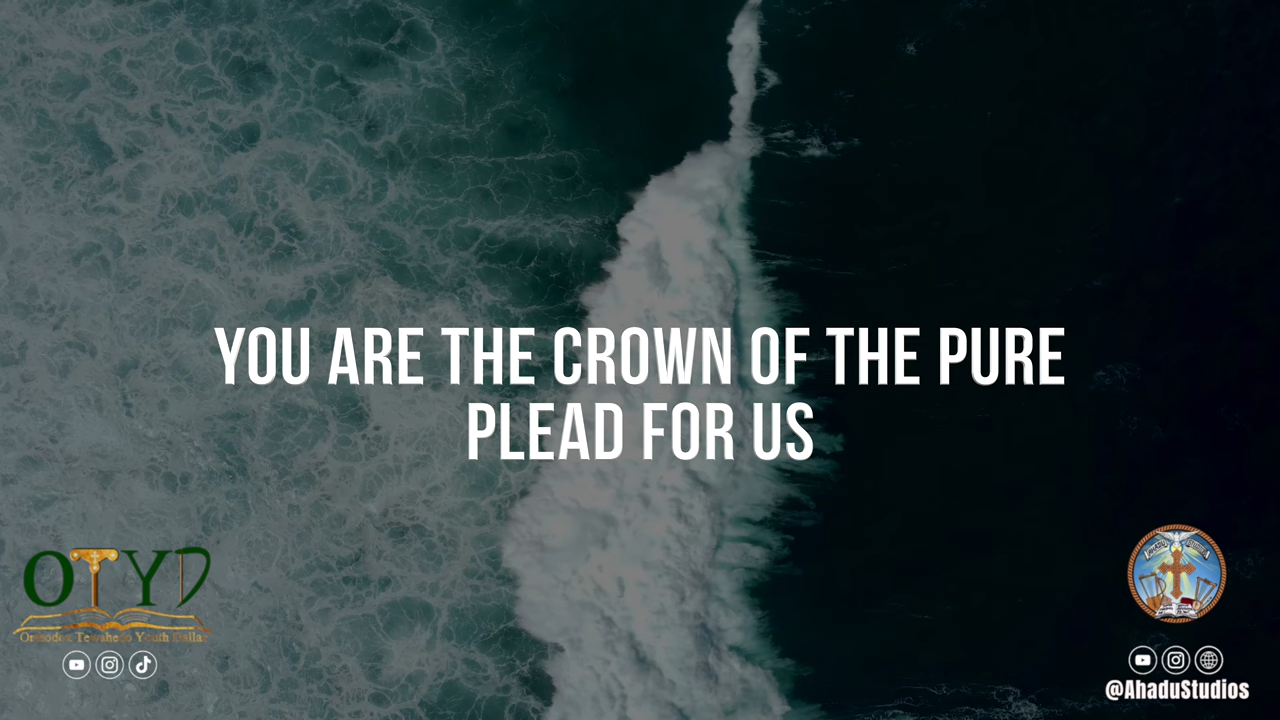 YOU ARE THE CROWN OF THE PURE
PLEAD FOR US
OTYD
Orthodox Tewahedo Youth Dallas
@AhaduStudios